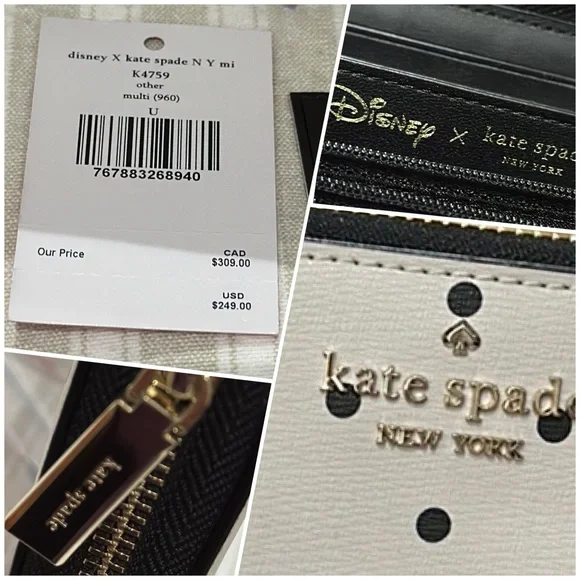 disney X kate spade N Y mi
K4759
other
multi (960)
U
767883268940
Our Price
CAD
$309.00
USD
$249.00
Disney X kate spad
NEW YORK
kate spade
kate spade
NEW YORK